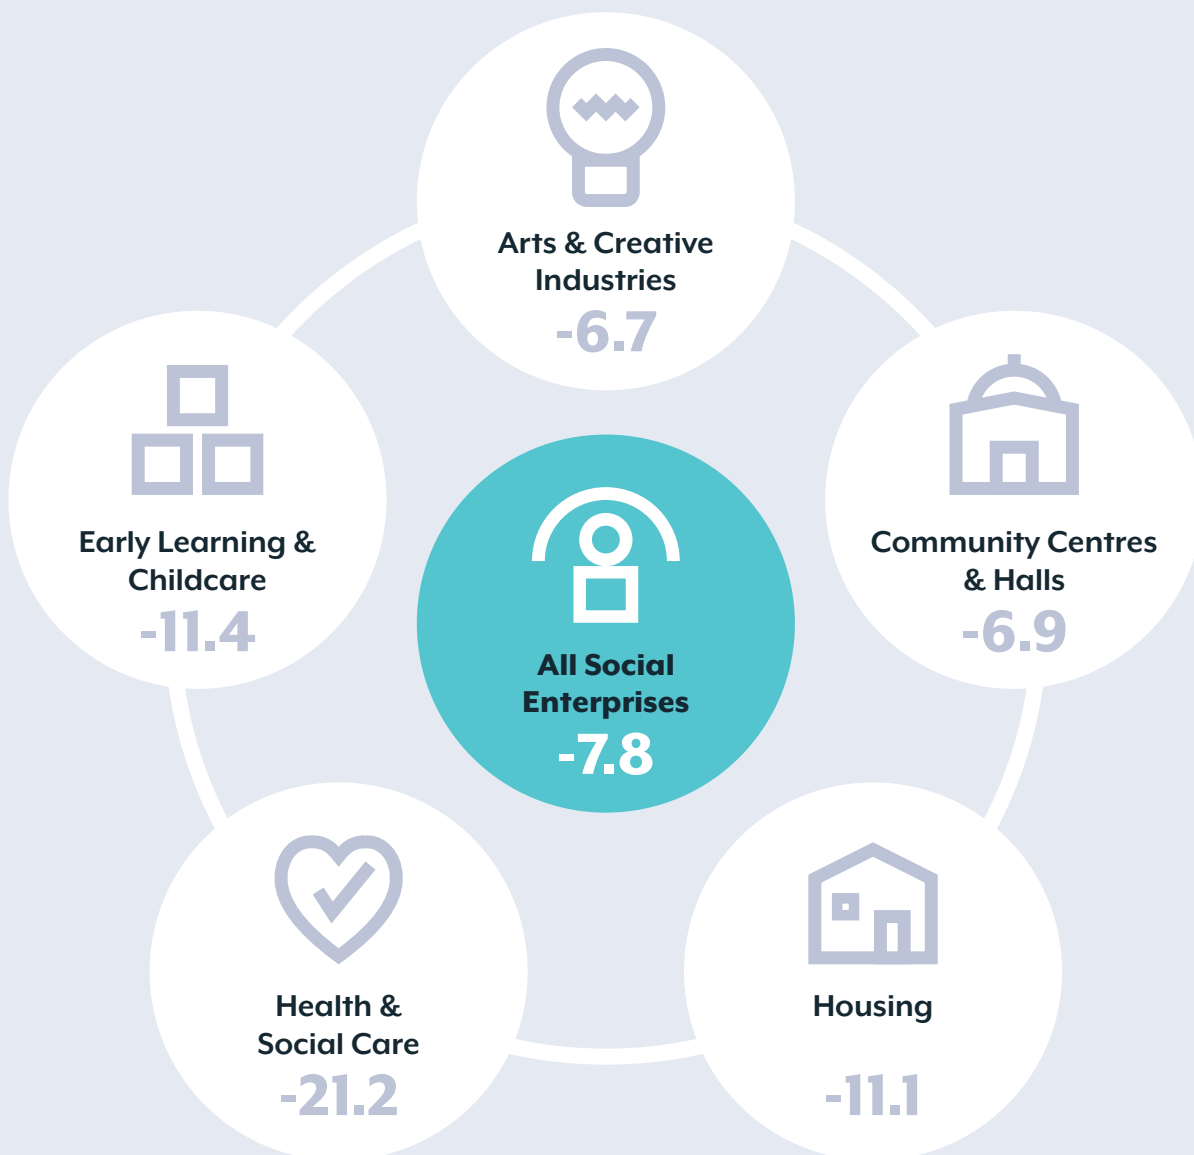 Arts & Creative
Industries
-6.7
Early Learning &
Childcare
-11.4
Community Centres
& Halls
-6.9
All Social
Enterprises
-7.8
Health &
Social Care
-21.2
Housing
-11.1